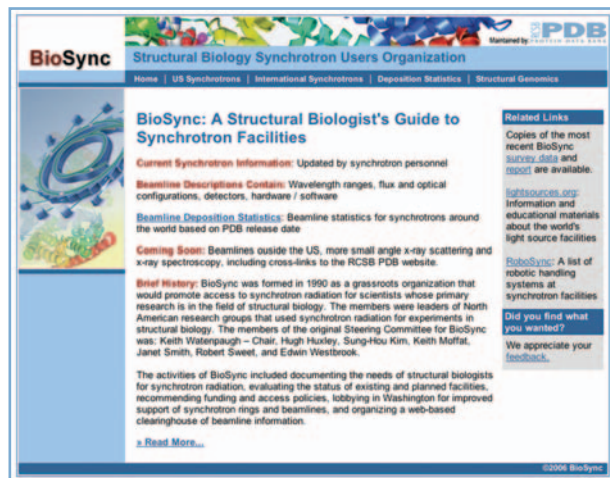 Maintained by: RCSB PDB
PROTEIN DATA BANK
BioSync
Structural Biology Synchrotron Users Organization
Home | US Synchrotrons | International Synchrotrons | Deposition Statistics | Structural Genomics
BioSync: A Structural Biologist's Guide to
Synchrotron Facilities
Current Synchrotron Information: Updated by synchrotron personnel
Beamline Descriptions Contain: Wavelength ranges, flux and optical
configurations, detectors, hardware / software
Beamline Deposition Statistics: Beamline statistics for synchrotrons around
the world based on PDB release date
Coming Soon: Beamlines ouside the US, more small angle x-ray scattering and
x-ray spectroscopy, including cross-links to the RCSB PDB website.
Brief History: BioSync was formed in 1990 as a grassroots organization that
would promote access to synchrotron radiation for scientists whose primary
research is in the field of structural biology. The members were leaders of North
American research groups that used synchrotron radiation for experiments in
structural biology. The members of the original Steering Committee for BioSync
was: Keith Watenpaugh – Chair, Hugh Huxley, Sung-Hou Kim, Keith Moffat,
Janet Smith, Robert Sweet, and Edwin Westbrook.
The activities of BioSync included documenting the needs of structural biologists
for synchrotron radiation, evaluating the status of existing and planned facilities,
recommending funding and access policies, lobbying in Washington for improved
support of synchrotron rings and beamlines, and organizing a web-based
clearinghouse of beamline information.
» Read More...
Related Links
Copies of the most
recent BioSync
survey data and
report are available.
lightsources.org:
Information and
educational materials
about the world's
light source facilities
RoboSync: A list of
robotic handling
systems at
synchrotron facilities
Did you find what
you wanted?
We appreciate your
feedback.
©2006 BioSync